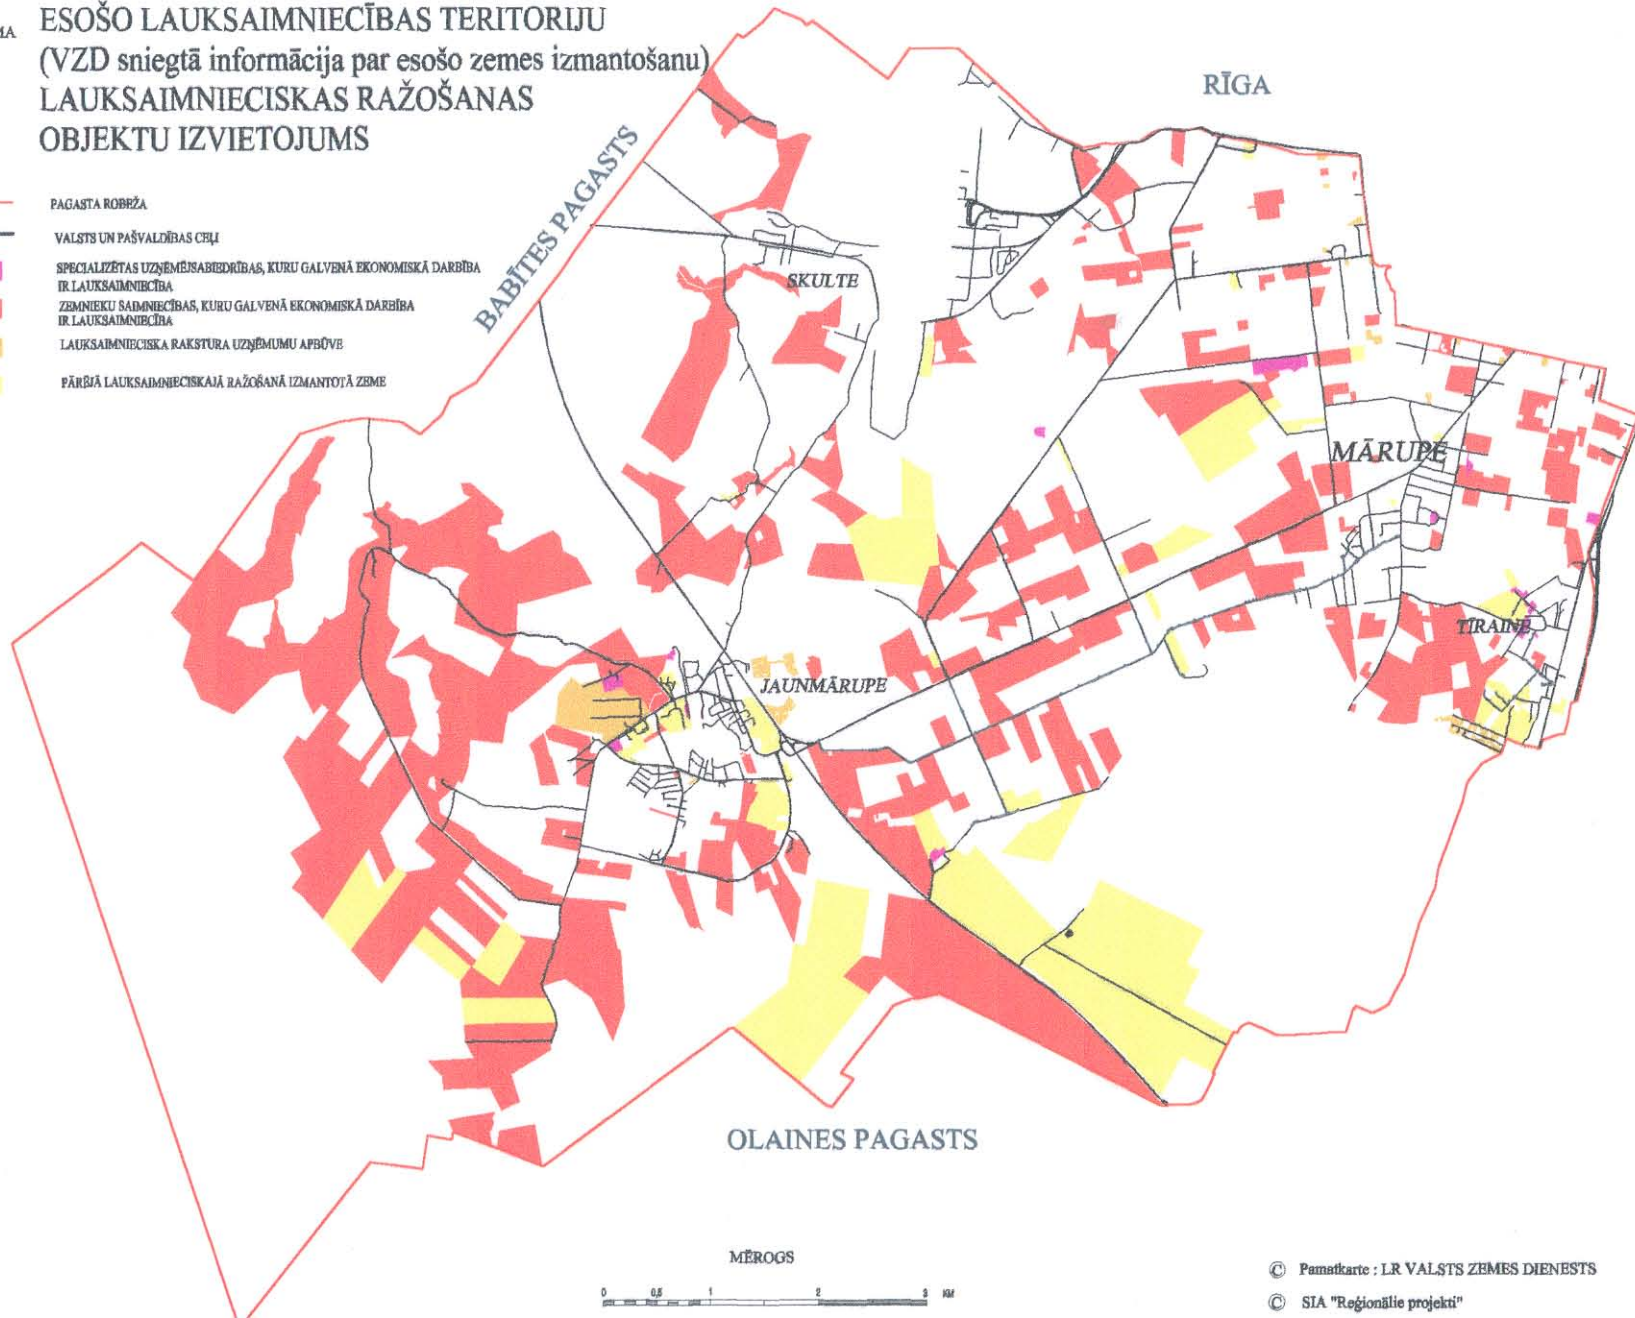 ESOŠO LAUKSAIMNIECĪBAS TERITORIJU
(VZD sniegtā informācija par esošo zemes izmantošanu)
LAUKSAIMNIECISKAS RAŽOŠANAS
OBJEKTU IZVIETOJUMS
PAGASTA ROBEŽA
VALSTS UN PAŠVALDĪBAS CEĻI
SPECIALIZĒTAS UZŅĒMĒJSABIEDRĪBAS, KURU GALVENĀ EKONOMISKĀ DARBĪBA
IR LAUKSAIMNIECĪBA
ZEMNIEKU SAIMNIECĪBAS, KURU GALVENĀ EKONOMISKĀ DARBĪBA
IR LAUKSAIMNIECĪBA
LAUKSAIMNIECISKA RAKSTURA UZŅĒMUMU APBŪVE
PĀRĒJĀ LAUKSAIMNIECISKAJĀ RAŽOŠANĀ IZMANTOTĀ ZEME
RĪGA
BABĪTES PAGASTS
SKULTE
MĀRUPE
TĪRAINE
JAUNMĀRUPE
OLAINES PAGASTS
MĒROGS
0 0,5 1 2 3 KM
© Pamatkarte : LR VALSTS ZEMES DIENESTS
© SIA "Reģionālie projekti"